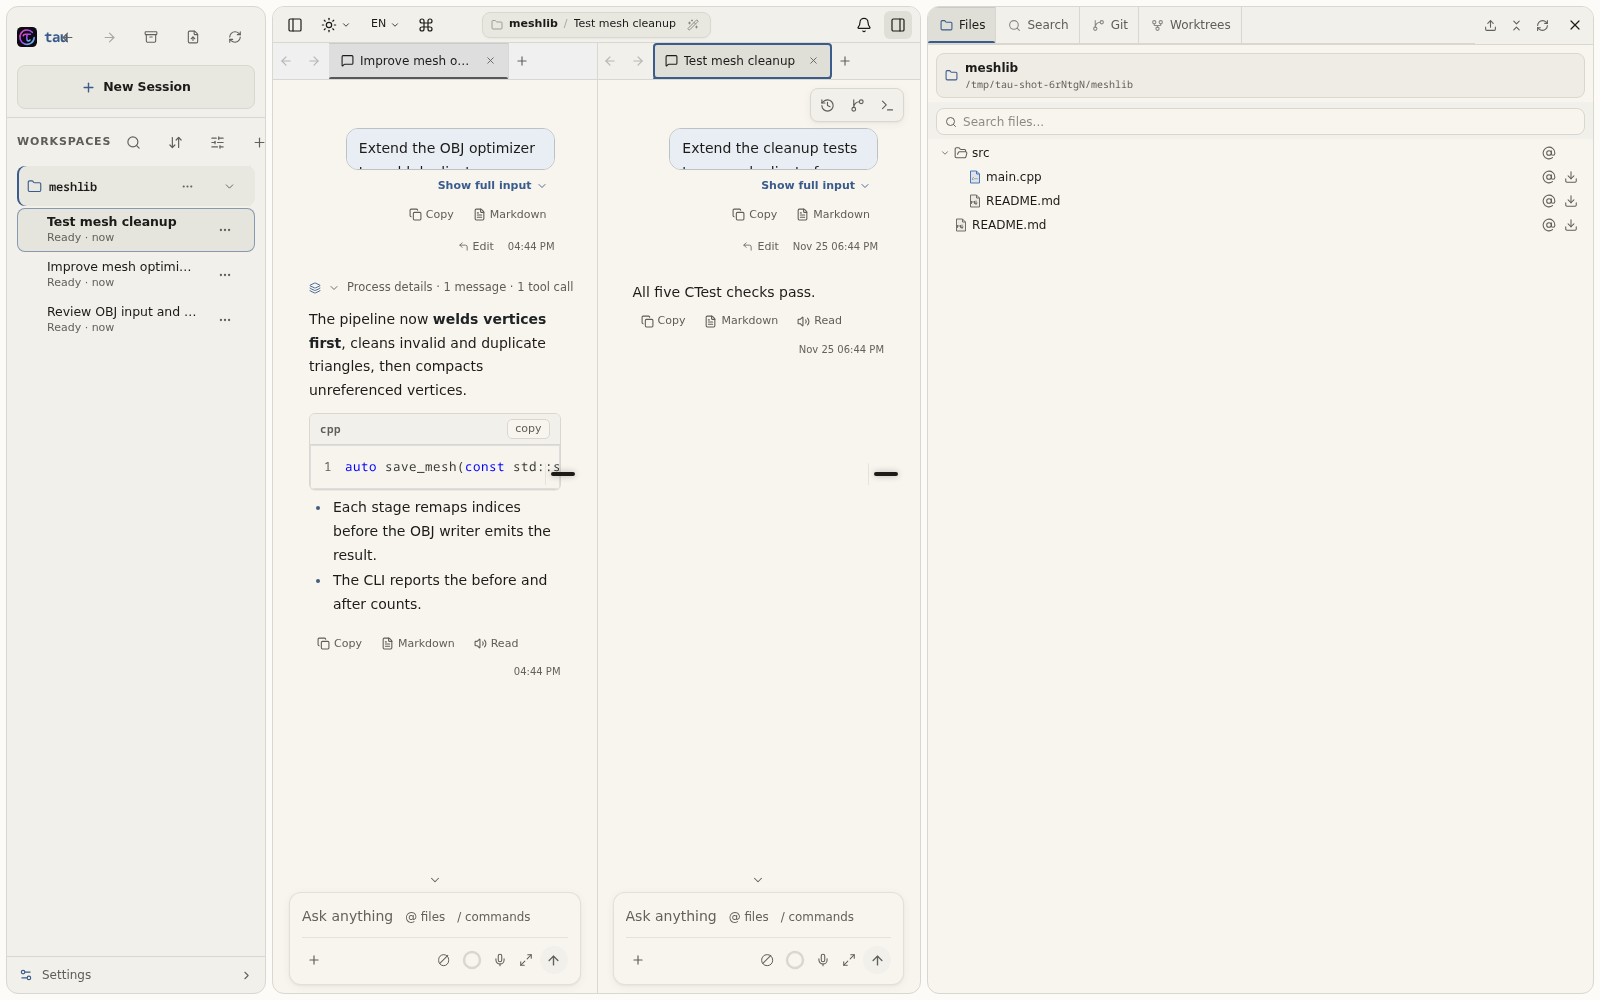 tau
New Session
WORKSPACES
meshlib
Test mesh cleanup
Ready · now
Improve mesh optimi...
Ready · now
Review OBJ input and ...
Ready · now
Settings
EN
meshlib / Test mesh cleanup
Improve mesh o...
Extend the OBJ optimizer
Show full input
Copy Markdown
Edit 04:44 PM
Process details · 1 message · 1 tool call
The pipeline now welds vertices
first, cleans invalid and duplicate
triangles, then compacts
unreferenced vertices.
cpp
copy
1 auto save_mesh(const std::s
• Each stage remaps indices
before the OBJ writer emits the
result.
• The CLI reports the before and
after counts.
Copy Markdown Read
04:44 PM
Ask anything @ files / commands
Test mesh cleanup
Extend the cleanup tests
Show full input
Copy Markdown
Edit Nov 25 06:44 PM
All five CTest checks pass.
Copy Markdown Read
Nov 25 06:44 PM
Ask anything @ files / commands
Files Search Git Worktrees
meshlib
/tmp/tau-shot-6rNtgN/meshlib
Search files...
src
main.cpp
README.md
README.md